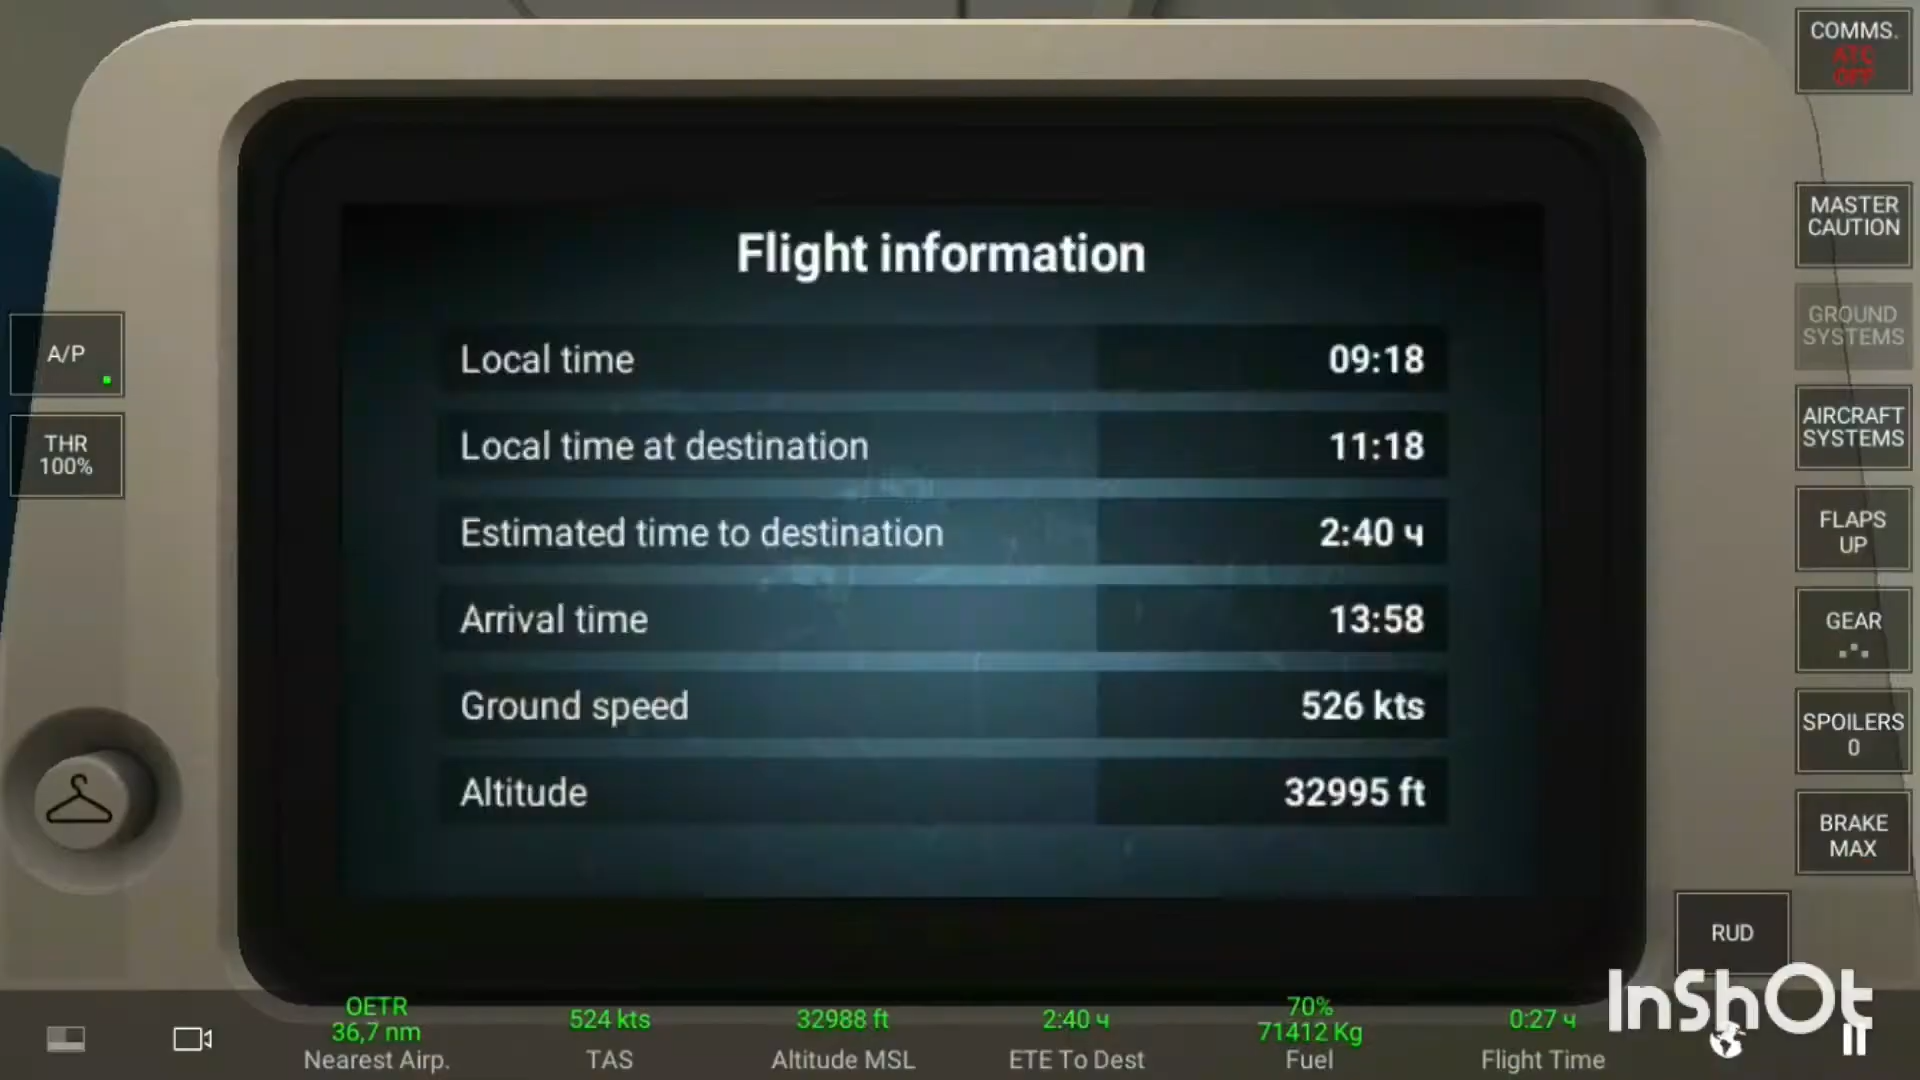 COMMS.
ATC
OFF
MASTER
CAUTION
GROUND
SYSTEMS
A/P
THR
100%
AIRCRAFT
SYSTEMS
FLAPS
UP
GEAR
SPOILERS
0
BRAKE
MAX
RUD
Flight information
Local time 09:18
Local time at destination 11:18
Estimated time to destination 2:40 ч
Arrival time 13:58
Ground speed 526 kts
Altitude 32995 ft
OETR
36,7 nm
Nearest Airp.
524 kts
TAS
32988 ft
Altitude MSL
2:40 ч
ETE To Dest
70%
71412 Kg
Fuel
0:27 ч
Flight Time
InShOt